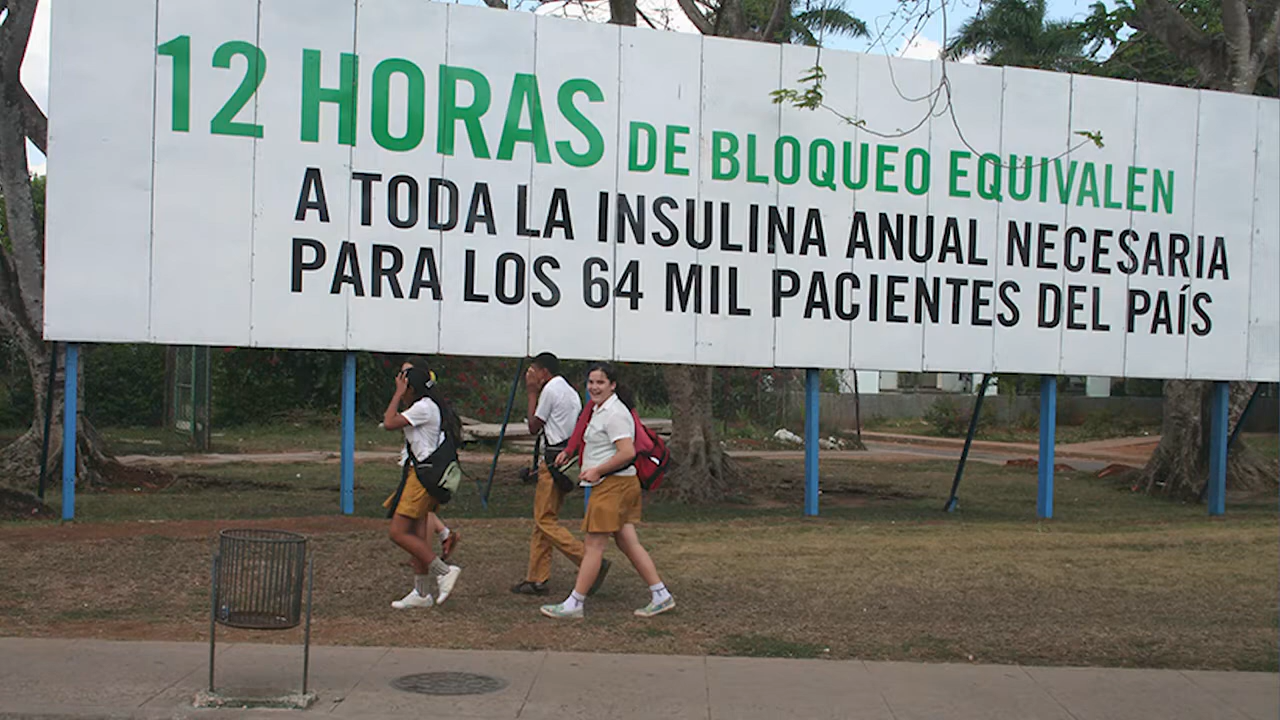 12 HORAS DE BLOQUEO EQUIVALEN
A TODA LA INSULINA ANUAL NECESARIA
PARA LOS 64 MIL PACIENTES DEL PAÍS